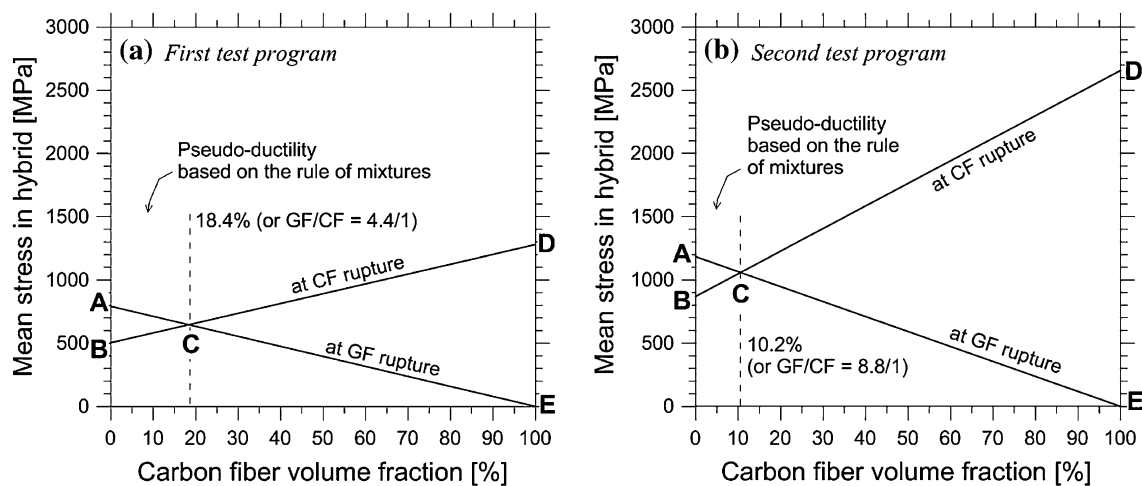 (a) First test program
Mean stress in hybrid [MPa]
3000
2500
2000
1500
1000
500
0
Pseudo-ductility
based on the rule of mixtures
18.4% (or GF/CF = 4.4/1)
A
B
C
D
E
at CF rupture
at GF rupture
0 10 20 30 40 50 60 70 80 90 100
Carbon fiber volume fraction [%]
(b) Second test program
Mean stress in hybrid [MPa]
3000
2500
2000
1500
1000
500
0
Pseudo-ductility
based on the rule
of mixtures
A
B
C
D
E
at CF rupture
at GF rupture
10.2%
(or GF/CF = 8.8/1)
0 10 20 30 40 50 60 70 80 90 100
Carbon fiber volume fraction [%]